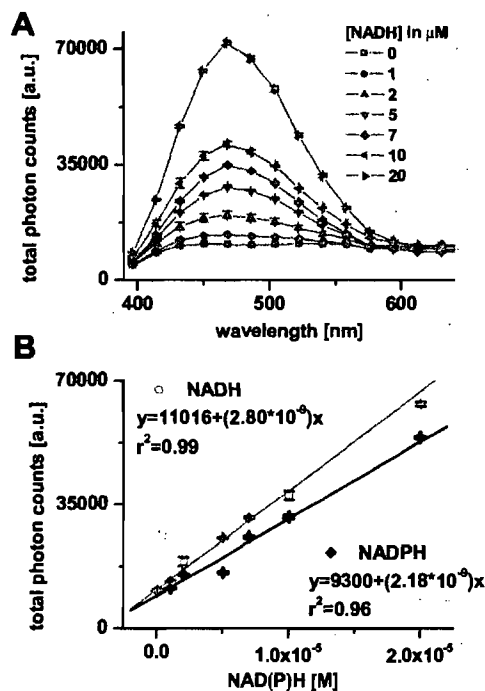 A
total photon counts [a.u.]
70000
35000
0
[NADH] in μM
0
1
2
5
7
10
20
400
500
600
wavelength [nm]
B
total photon counts [a.u.]
70000
35000
0
NADH
y=11016+(2.80*10⁻⁹)x
r²=0.99
NADPH
y=9300+(2.18*10⁻⁹)x
r²=0.96
0.0
1.0x10⁻⁵
2.0x10⁻⁵
NAD(P)H [M]